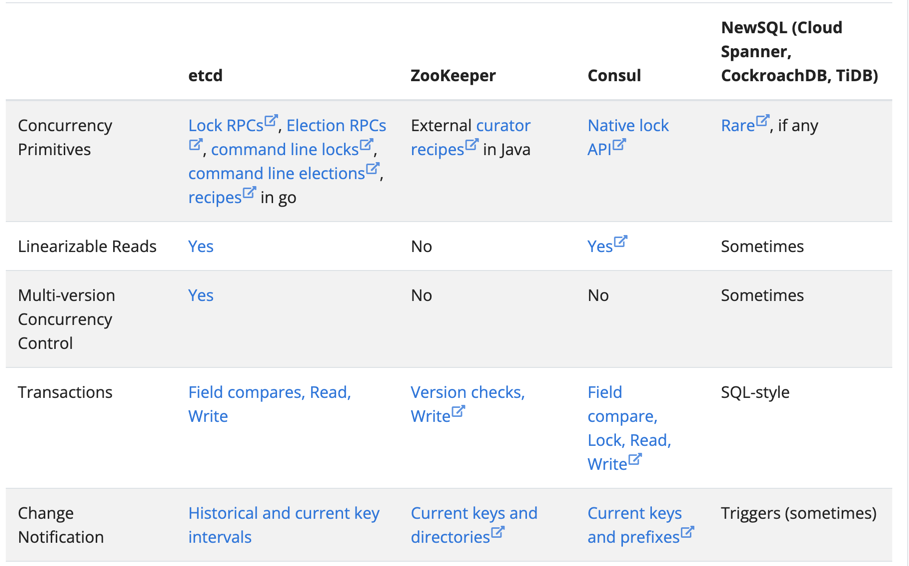 etcd
ZooKeeper
Consul
NewSQL (Cloud
Spanner,
CockroachDB, TiDB)
Concurrency
Primitives
Lock RPCs, Election RPCs
, command line locks,
command line elections,
recipes in go
External curator
recipes in Java
Native lock
API
Rare, if any
Linearizable Reads
Yes
No
Yes
Sometimes
Multi-version
Concurrency
Control
Yes
No
No
Sometimes
Transactions
Field compares, Read,
Write
Version checks,
Write
Field
compare,
Lock, Read,
Write
SQL-style
Change
Notification
Historical and current key
intervals
Current keys and
directories
Current keys
and prefixes
Triggers (sometimes)